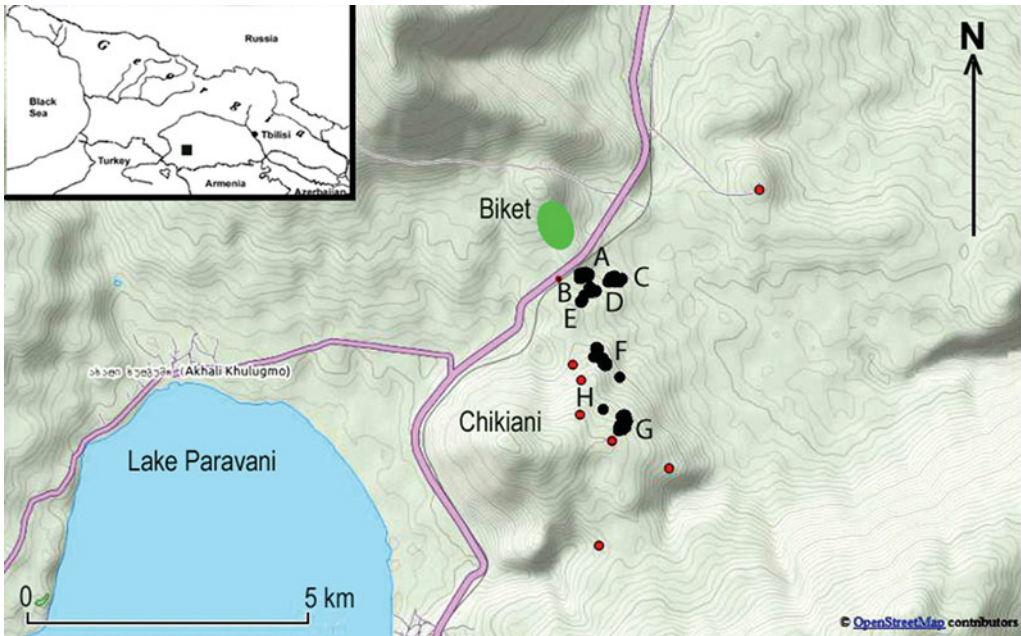 Russia
G e o r g i a
Black
Sea
Tbilisi
Turkey
Armenia
Azerbaijan
N
Biket
A
C
B
D
E
F
(Akhali Khulugmo)
H
Chikiani
G
Lake Paravani
0
5 km
© OpenStreetMap contributors